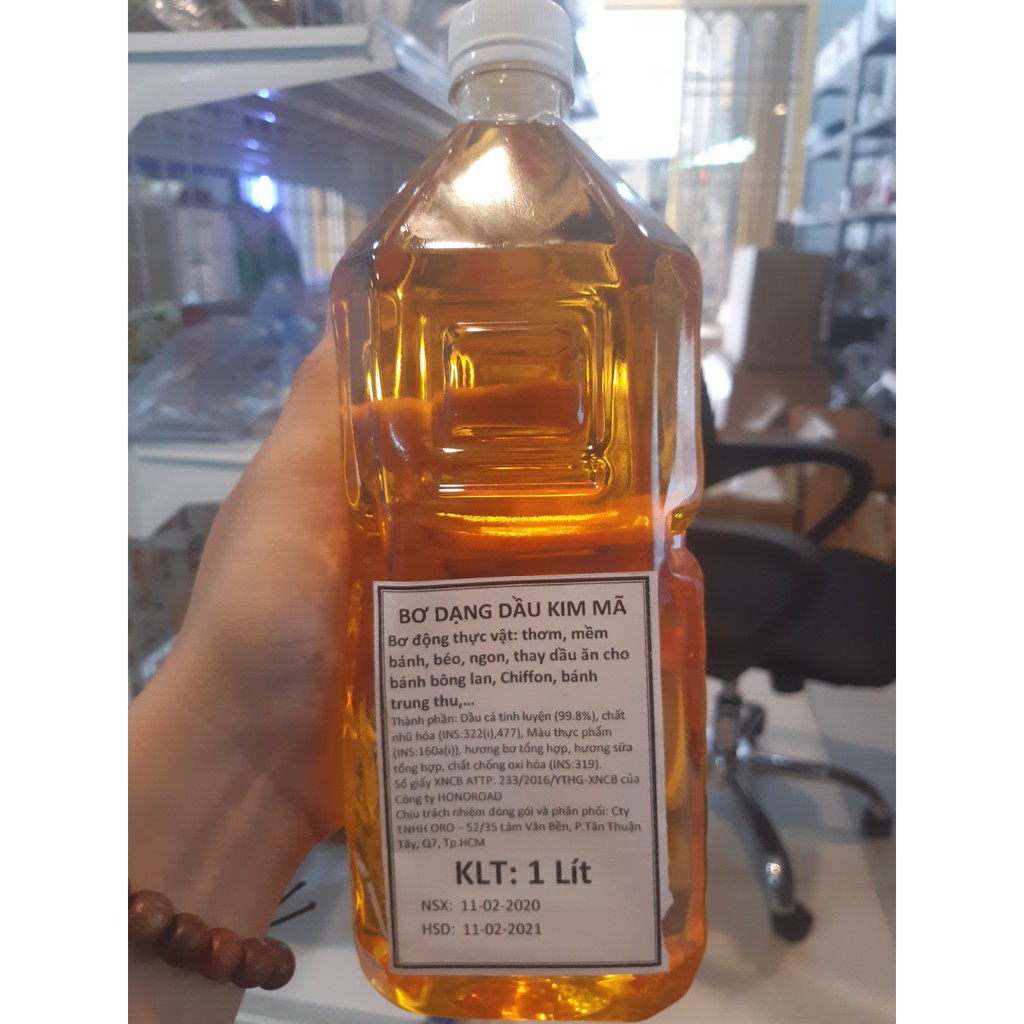 BƠ DẠNG DẦU KIM MÃ
Bơ động thực vật: thơm, mềm
bánh, béo, ngon, thay dầu ăn cho
bánh bông lan, Chiffon, bánh
trung thu,...
Thành phần: Dầu cá tinh luyện (99.8%), chất
nhũ hóa (INS:322(i),477), Màu thực phẩm
(INS:160a(i)), hương bơ tổng hợp, hương sữa
tổng hợp, chất chống oxi hóa (INS:319).
Số giấy XNCB ATTP: 233/2016/YTHG-XNCB của
Công ty HONOROAD
Chịu trách nhiệm đóng gói và phân phối: Cty
TNHH ORO – 52/35 Lâm Văn Bền, P.Tân Thuận
Tây, Q7, Tp.HCM
KLT: 1 Lít
NSX: 11-02-2020
HSD: 11-02-2021